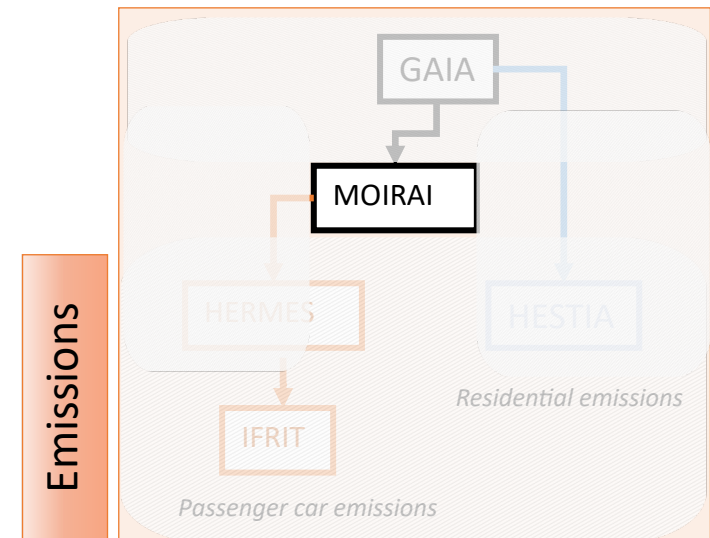 GAIA
MOIRAI
HERMES
HESTIA
Residential emissions
IFRIT
Passenger car emissions
Emissions